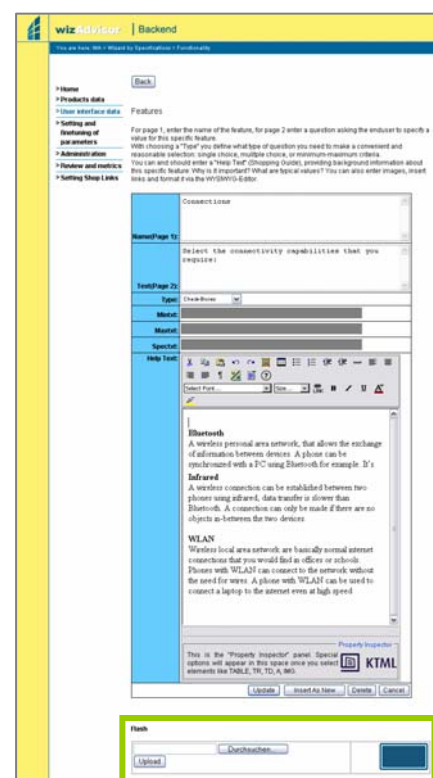 wizAdvisor | Backend
You are here: WA > Wizard by Specifications > Functionality
Back
> Home
> Products data
> User interface data
> Setting and
finetuning of
parameters
> Administration
> Review and metrics
> Setting Shop Links
Features
For page 1, enter the name of the feature, for page 2 enter a question asking the enduser to specify a
value for this specific feature.
With choosing a "Type" you define what type of question you need to make a convenient and
reasonable selection: single choice, multiple choice, or minimum-maximum criteria.
You can and should enter a "Help Text" (Shopping Guide), providing background information about
this specific feature: Why is it important? What are typical values? You can also enter images, insert
links and format it via the WYSIWYG-Editor.
Name(Page 1):
Connections
Text(Page 2):
Select the connectivity capabilities that you
require:
Type:
Checkboxes
Mintxt:
Maxtxt:
Spectxt:
Help Text:
Select Font...
Size...
Bluetooth
A wireless personal area network, that allows the exchange
of information between devices. A phone can be
synchronized with a PC using Bluetooth for example. It's
Infrared
A wireless connection can be established between two
phones using infrared, data transfer is slower than
Bluetooth. A connection can only be made if there are no
objects in-between the two devices
WLAN
Wireless local area network are basically normal internet
connections that you would find in offices or schools.
Phones with WLAN can connect to the network without
the need for wires. A phone with WLAN can be used to
connect a laptop to the internet even at high speed
Property Inspector
This is the "Property Inspector" panel. Special
options will appear in this space once you select
elements like TABLE, TR, TD, A, IMG.
KTML
Update
Insert As New
Delete
Cancel
Flash
Durchsuchen...
Upload